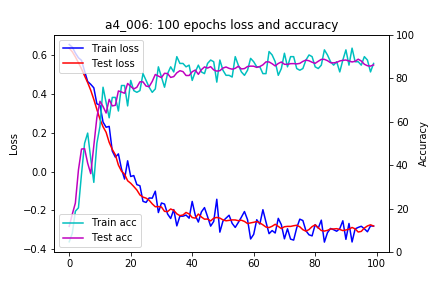 a4_006: 100 epochs loss and accuracy
Train loss
Test loss
Train acc
Test acc
Loss
0.6
0.4
0.2
0.0
−0.2
−0.4
Accuracy
100
80
60
40
20
0
0 20 40 60 80 100